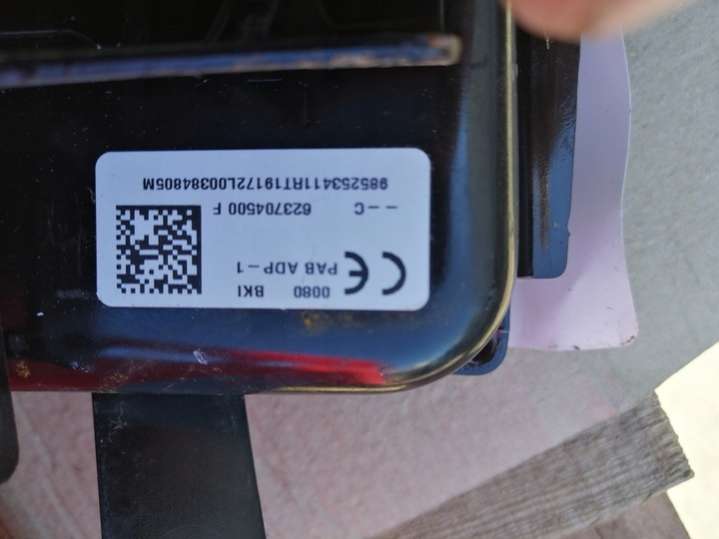 0080 BKI
CE PAB ADP-1
--C 623704500 F
985253411RT19172L00384805M